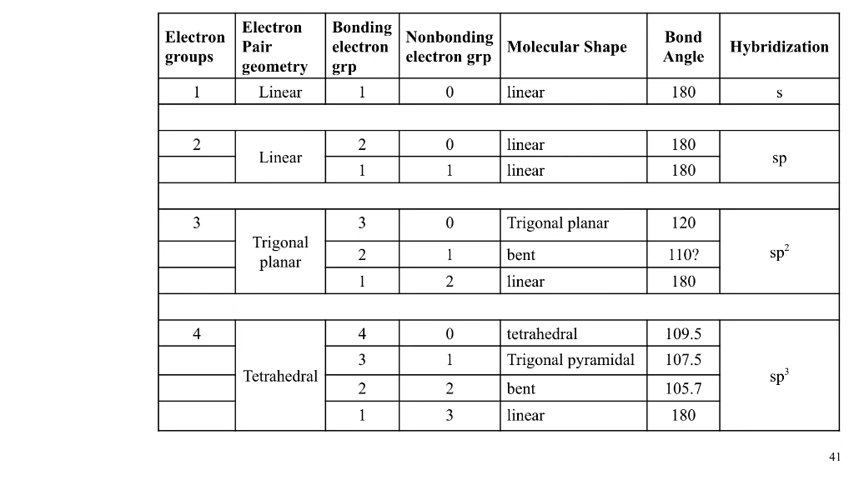 Electron groups Electron Pair geometry Bonding electron grp Nonbonding electron grp Molecular Shape Bond Angle Hybridization
1 Linear 1 0 linear 180 s
2 Linear 2 0 linear 180 sp
1 1 linear 180
3 Trigonal planar 3 0 Trigonal planar 120 sp²
2 1 bent 110?
1 2 linear 180
4 Tetrahedral 4 0 tetrahedral 109.5 sp³
3 1 Trigonal pyramidal 107.5
2 2 bent 105.7
1 3 linear 180
41